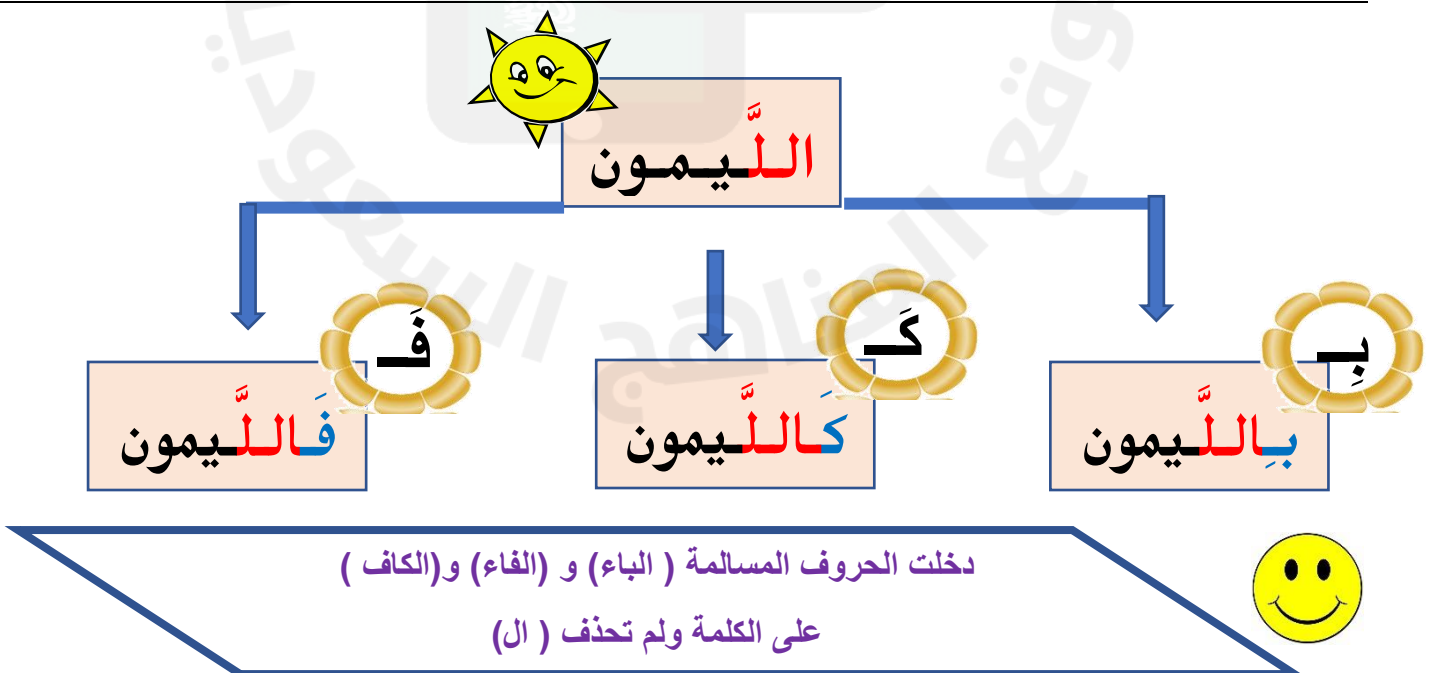 اللَّيمون
بِـ
كَـ
فَـ
بِاللَّيمون
كَاللَّيمون
فَاللَّيمون
دخلت الحروف المسالمة ( الباء) و (الفاء) و(الكاف )
على الكلمة ولم تحذف ( ال)